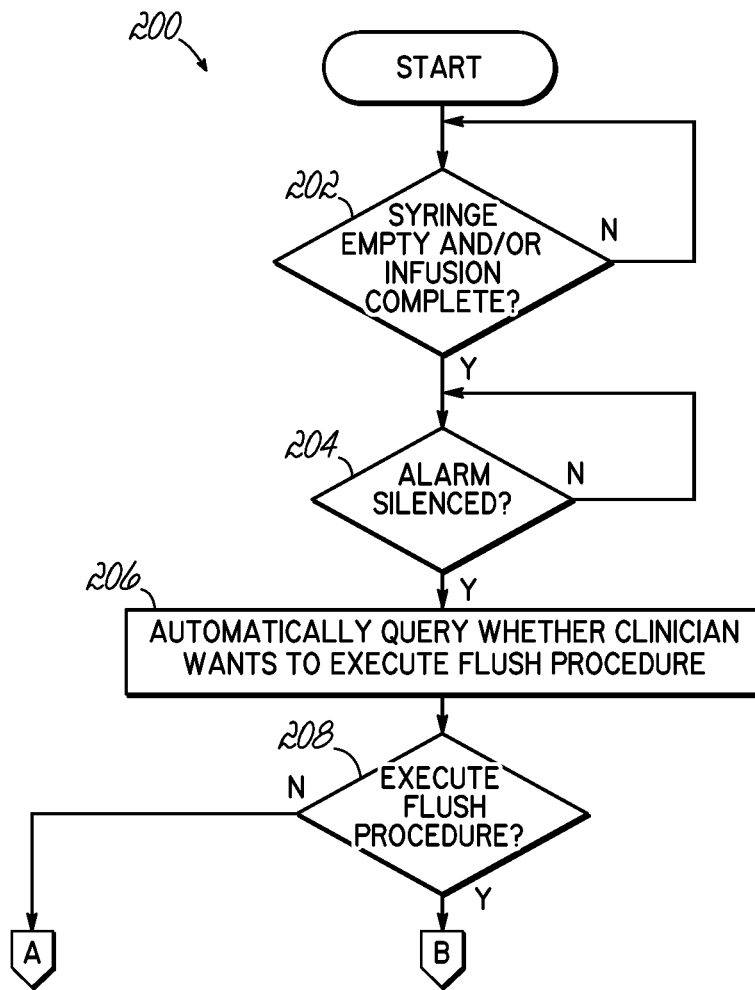 200
START
202
SYRINGE
EMPTY AND/OR
INFUSION
COMPLETE?
N
Y
204
ALARM
SILENCED?
N
Y
206
AUTOMATICALLY QUERY WHETHER CLINICIAN
WANTS TO EXECUTE FLUSH PROCEDURE
208
N
EXECUTE
FLUSH
PROCEDURE?
Y
A
B